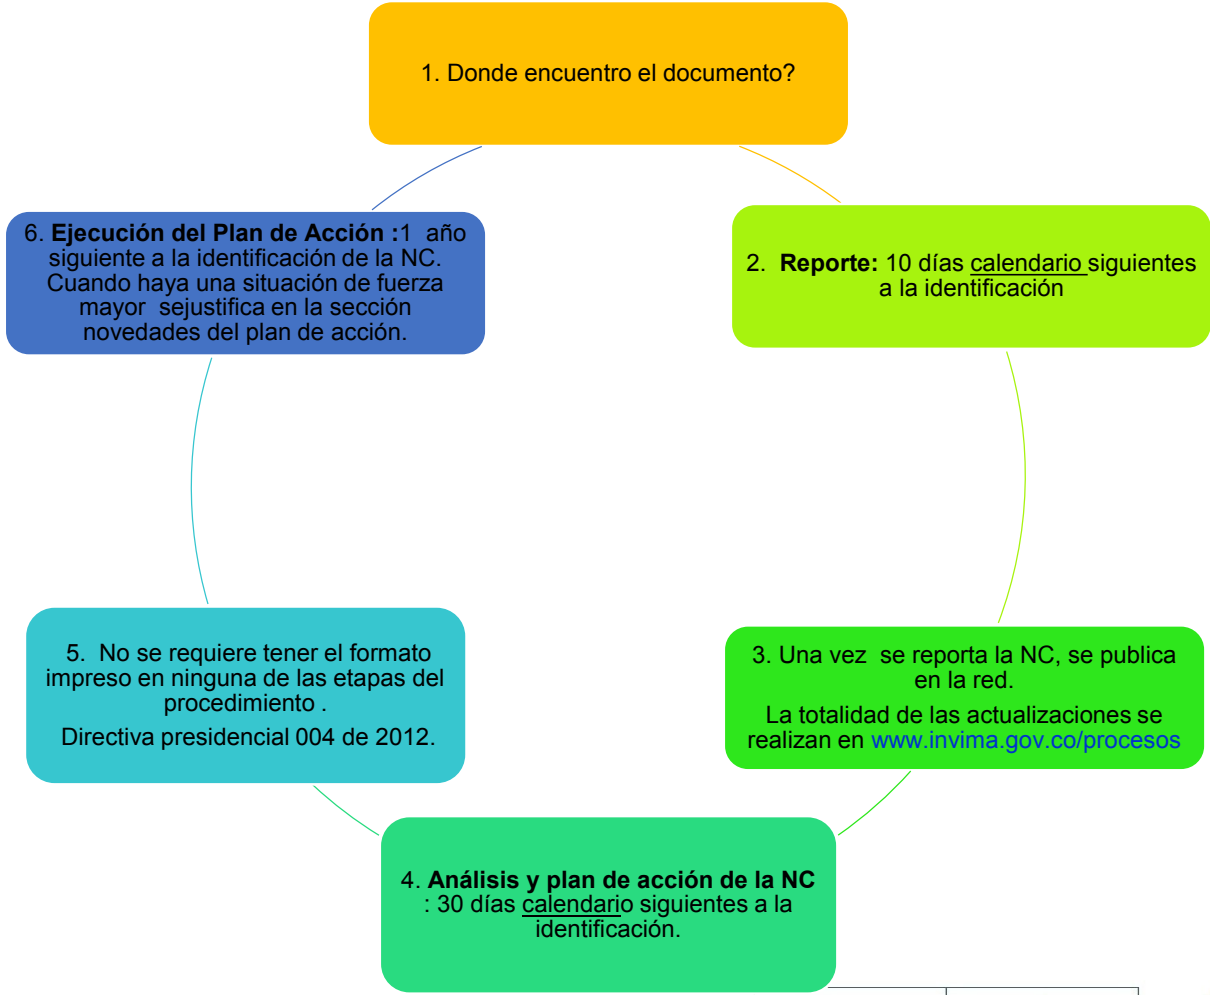 1. Donde encuentro el documento?
2. Reporte: 10 días calendario siguientes
a la identificación
3. Una vez se reporta la NC, se publica
en la red.
La totalidad de las actualizaciones se
realizan en www.invima.gov.co/procesos
4. Análisis y plan de acción de la NC
: 30 días calendario siguientes a la
identificación.
5. No se requiere tener el formato
impreso en ninguna de las etapas del
procedimiento .
Directiva presidencial 004 de 2012.
6. Ejecución del Plan de Acción :1 año
siguiente a la identificación de la NC.
Cuando haya una situación de fuerza
mayor sejustifica en la sección
novedades del plan de acción.